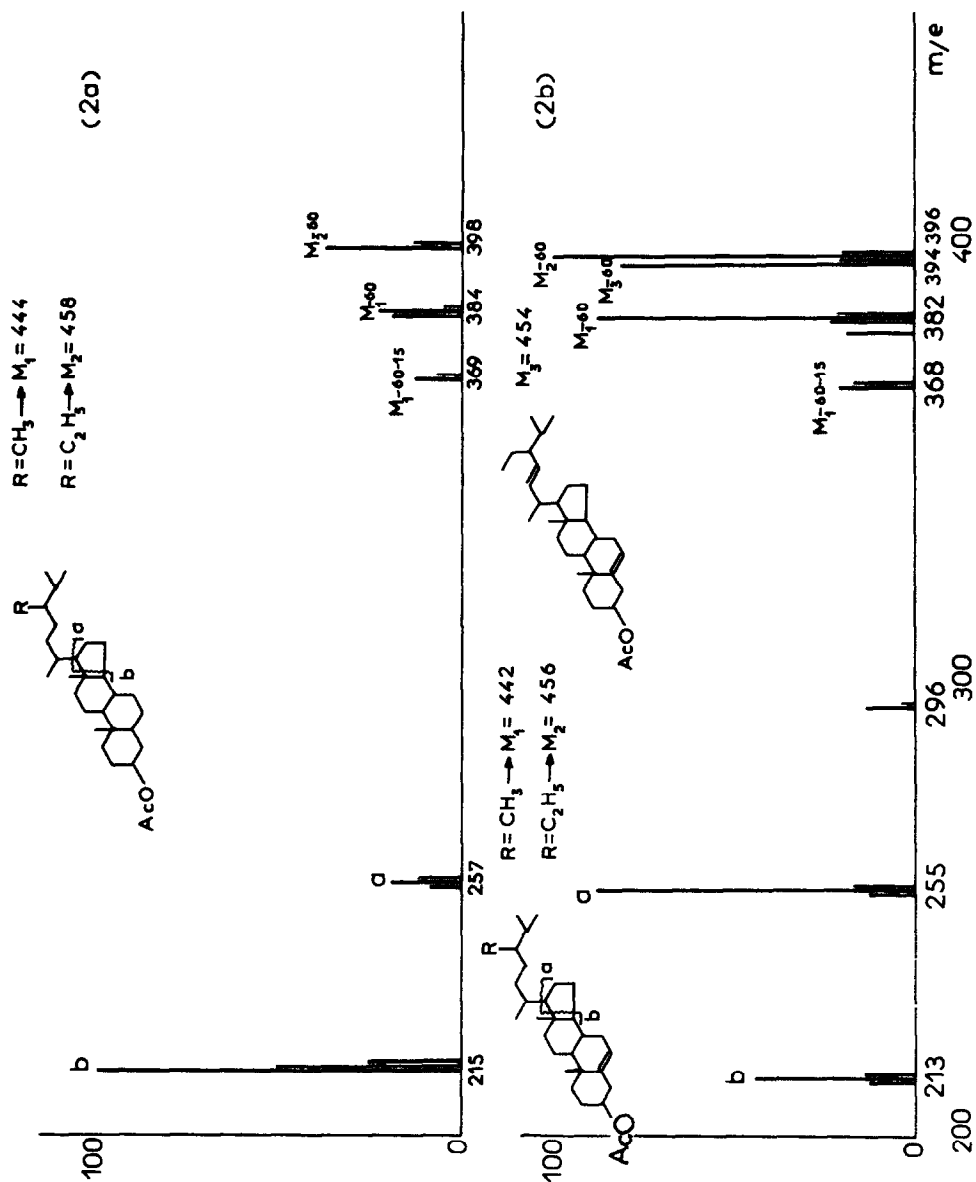 (2a)
R=CH₃ → M₁ = 444
R=C₂H₅ → M₂ = 458
R
a
b
AcO
100
0
b
215
a
257
M₁-60-15
369
M₁-60
384
M₂-60
398
(2b)
R=CH₃ → M₁ = 442
R=C₂H₅ → M₂ = 456
M₃ = 454
R
a
b
AcO
AcO
100
0
b
213
a
255
296
M₁-60-15
368
M₁-60
382
M₃-60
394
M₂-60
396
200
300
400
m/e